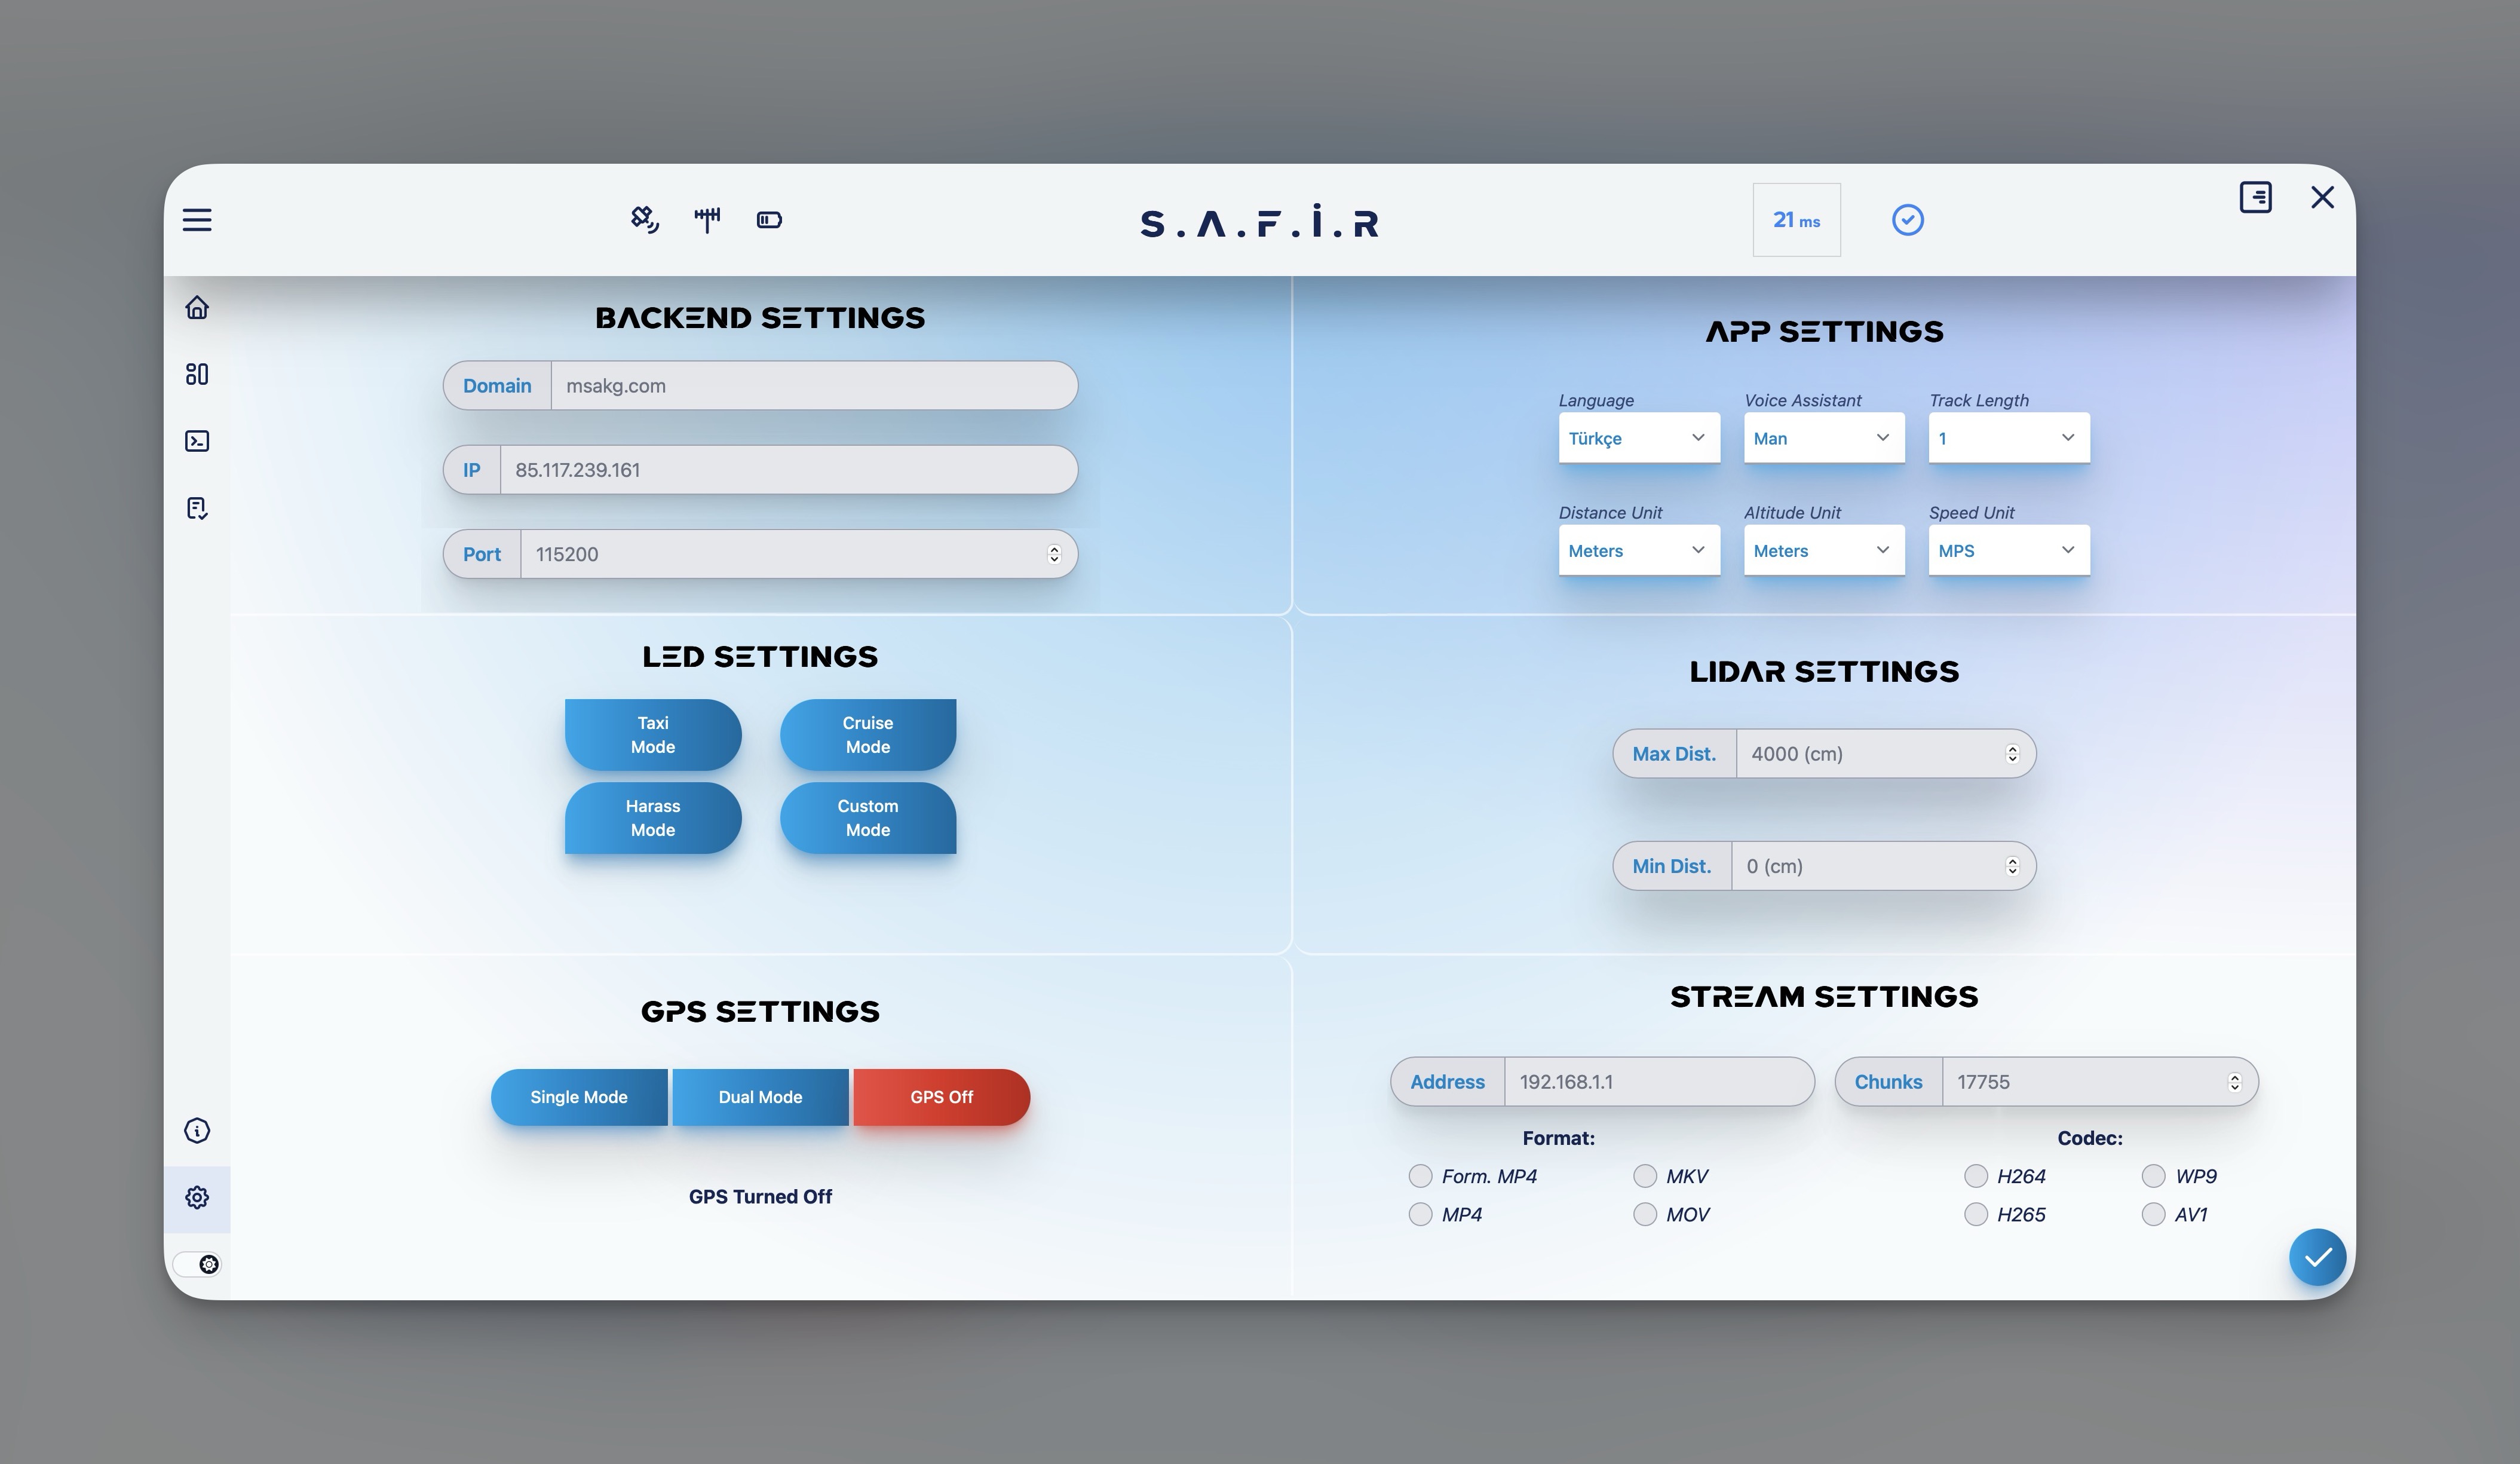 S.A.F.İ.R
21 ms
BACKEND SETTINGS
Domain msakg.com
IP 85.117.239.161
Port 115200
APP SETTINGS
Language Voice Assistant Track Length
Türkçe Man 1
Distance Unit Altitude Unit Speed Unit
Meters Meters MPS
LED SETTINGS
Taxi
Mode
Cruise
Mode
Harass
Mode
Custom
Mode
LIDAR SETTINGS
Max Dist. 4000 (cm)
Min Dist. 0 (cm)
GPS SETTINGS
Single Mode Dual Mode GPS Off
GPS Turned Off
STREAM SETTINGS
Address 192.168.1.1 Chunks 17755
Format: Codec:
Form. MP4 MKV H264 WP9
MP4 MOV H265 AV1